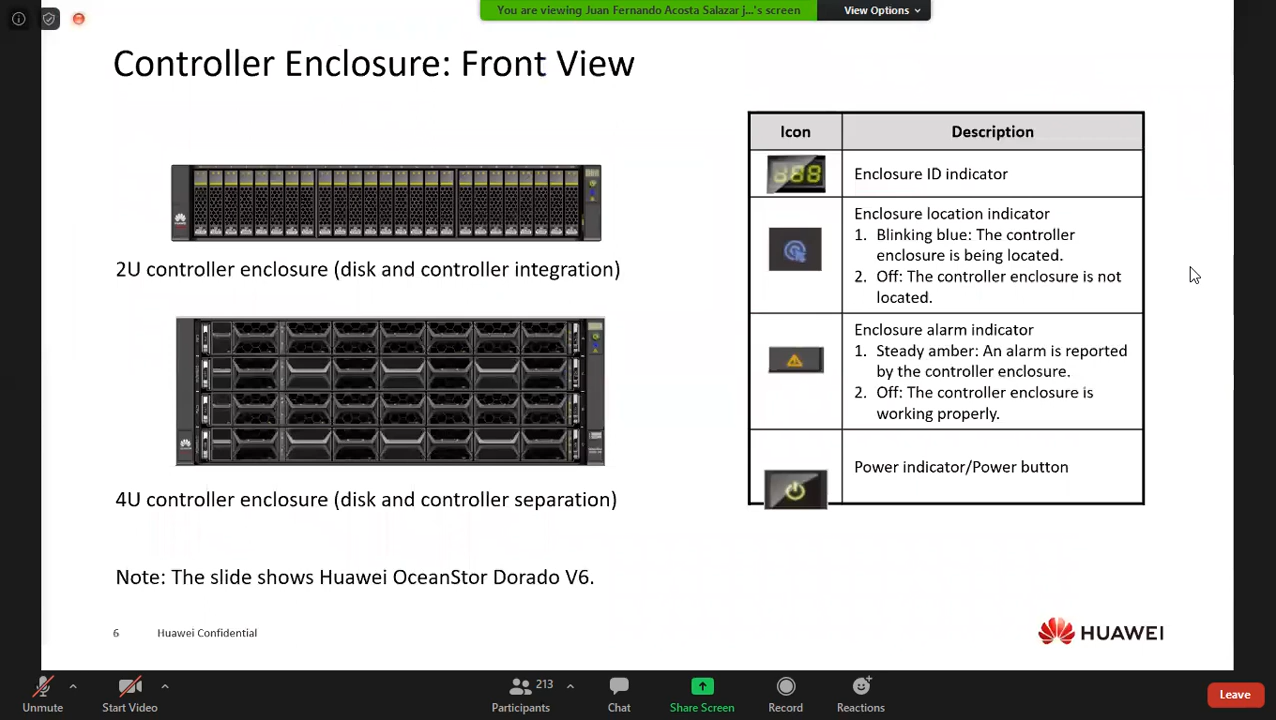 You are viewing Juan Fernando Acosta Salazar j...'s screen
View Options
Controller Enclosure: Front View
2U controller enclosure (disk and controller integration)
4U controller enclosure (disk and controller separation)
Note: The slide shows Huawei OceanStor Dorado V6.
Icon
Description
Enclosure ID indicator
Enclosure location indicator
1. Blinking blue: The controller
enclosure is being located.
2. Off: The controller enclosure is not
located.
Enclosure alarm indicator
1. Steady amber: An alarm is reported
by the controller enclosure.
2. Off: The controller enclosure is
working properly.
Power indicator/Power button
6
Huawei Confidential
HUAWEI
Unmute
Start Video
213
Participants
Chat
Share Screen
Record
Reactions
Leave